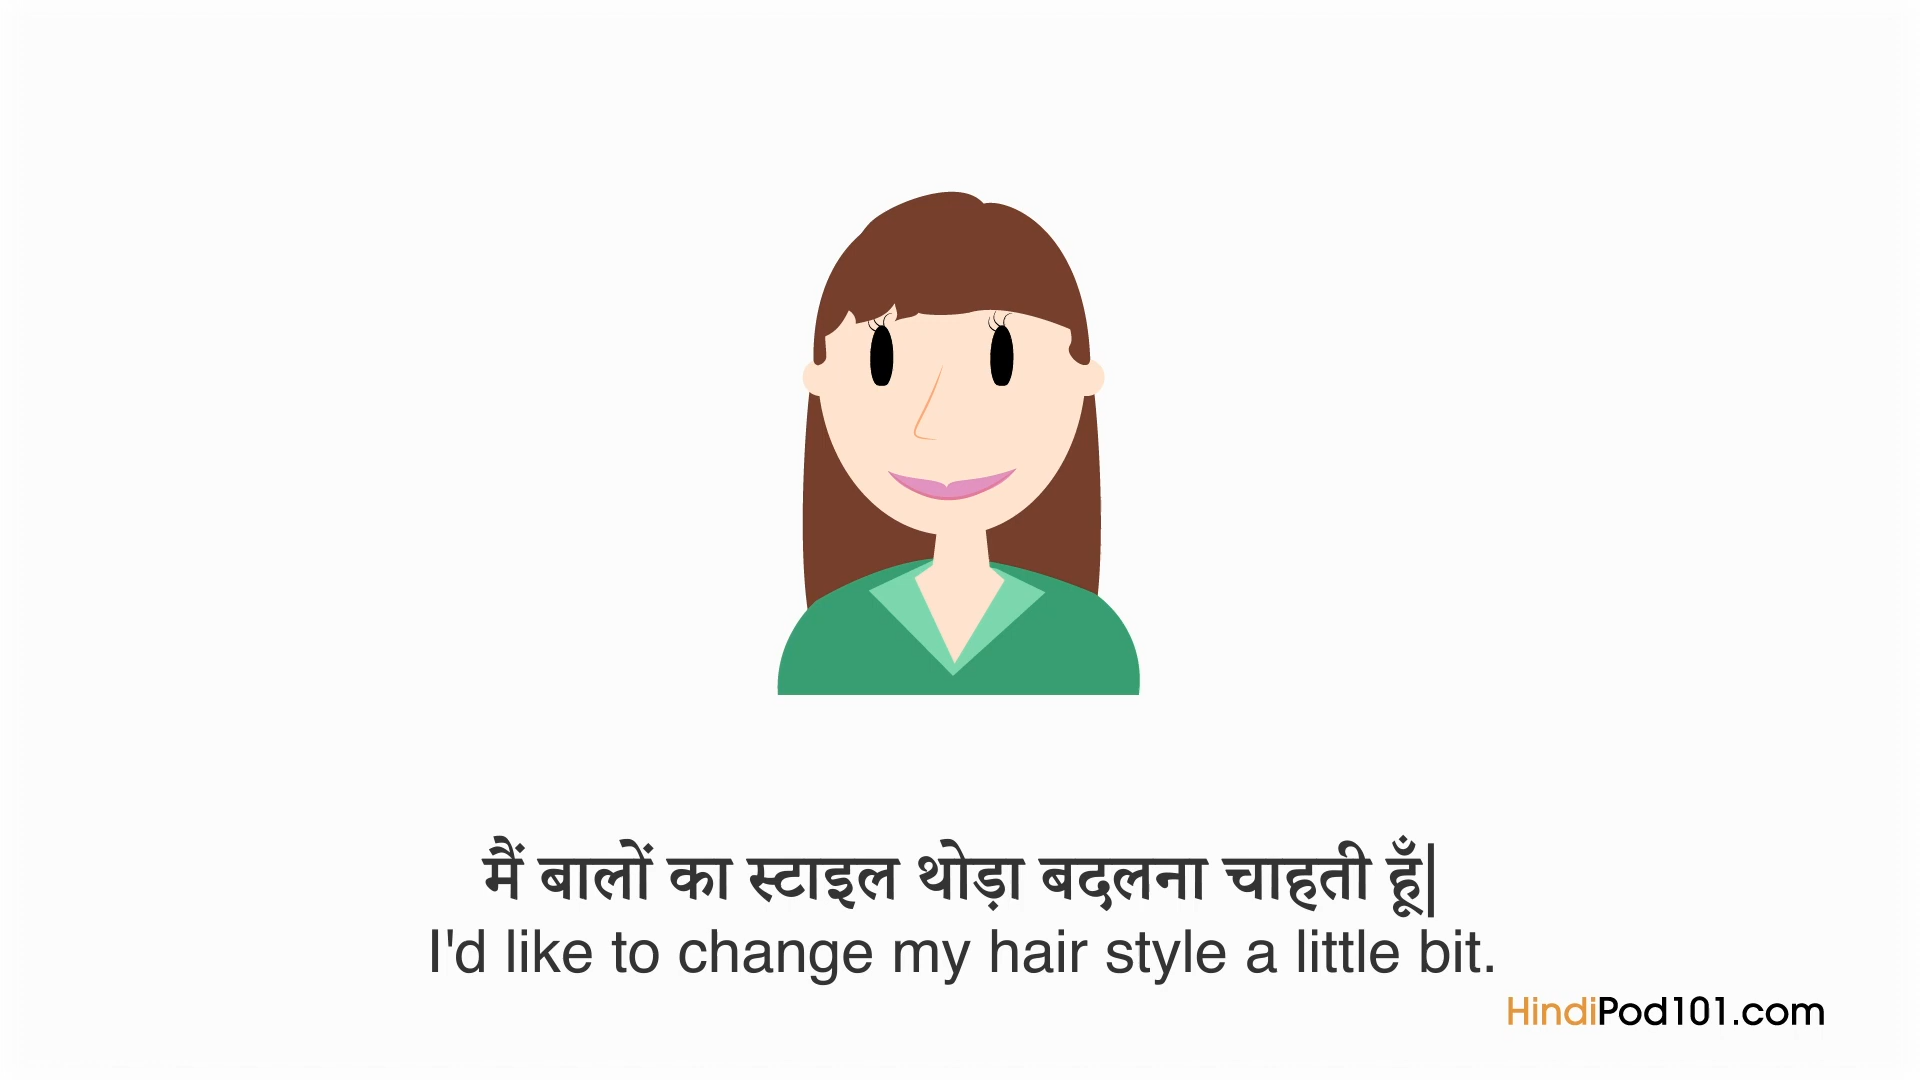 मैं बालों का स्टाइल थोड़ा बदलना चाहती हूँ|
I'd like to change my hair style a little bit.
HindiPod101.com